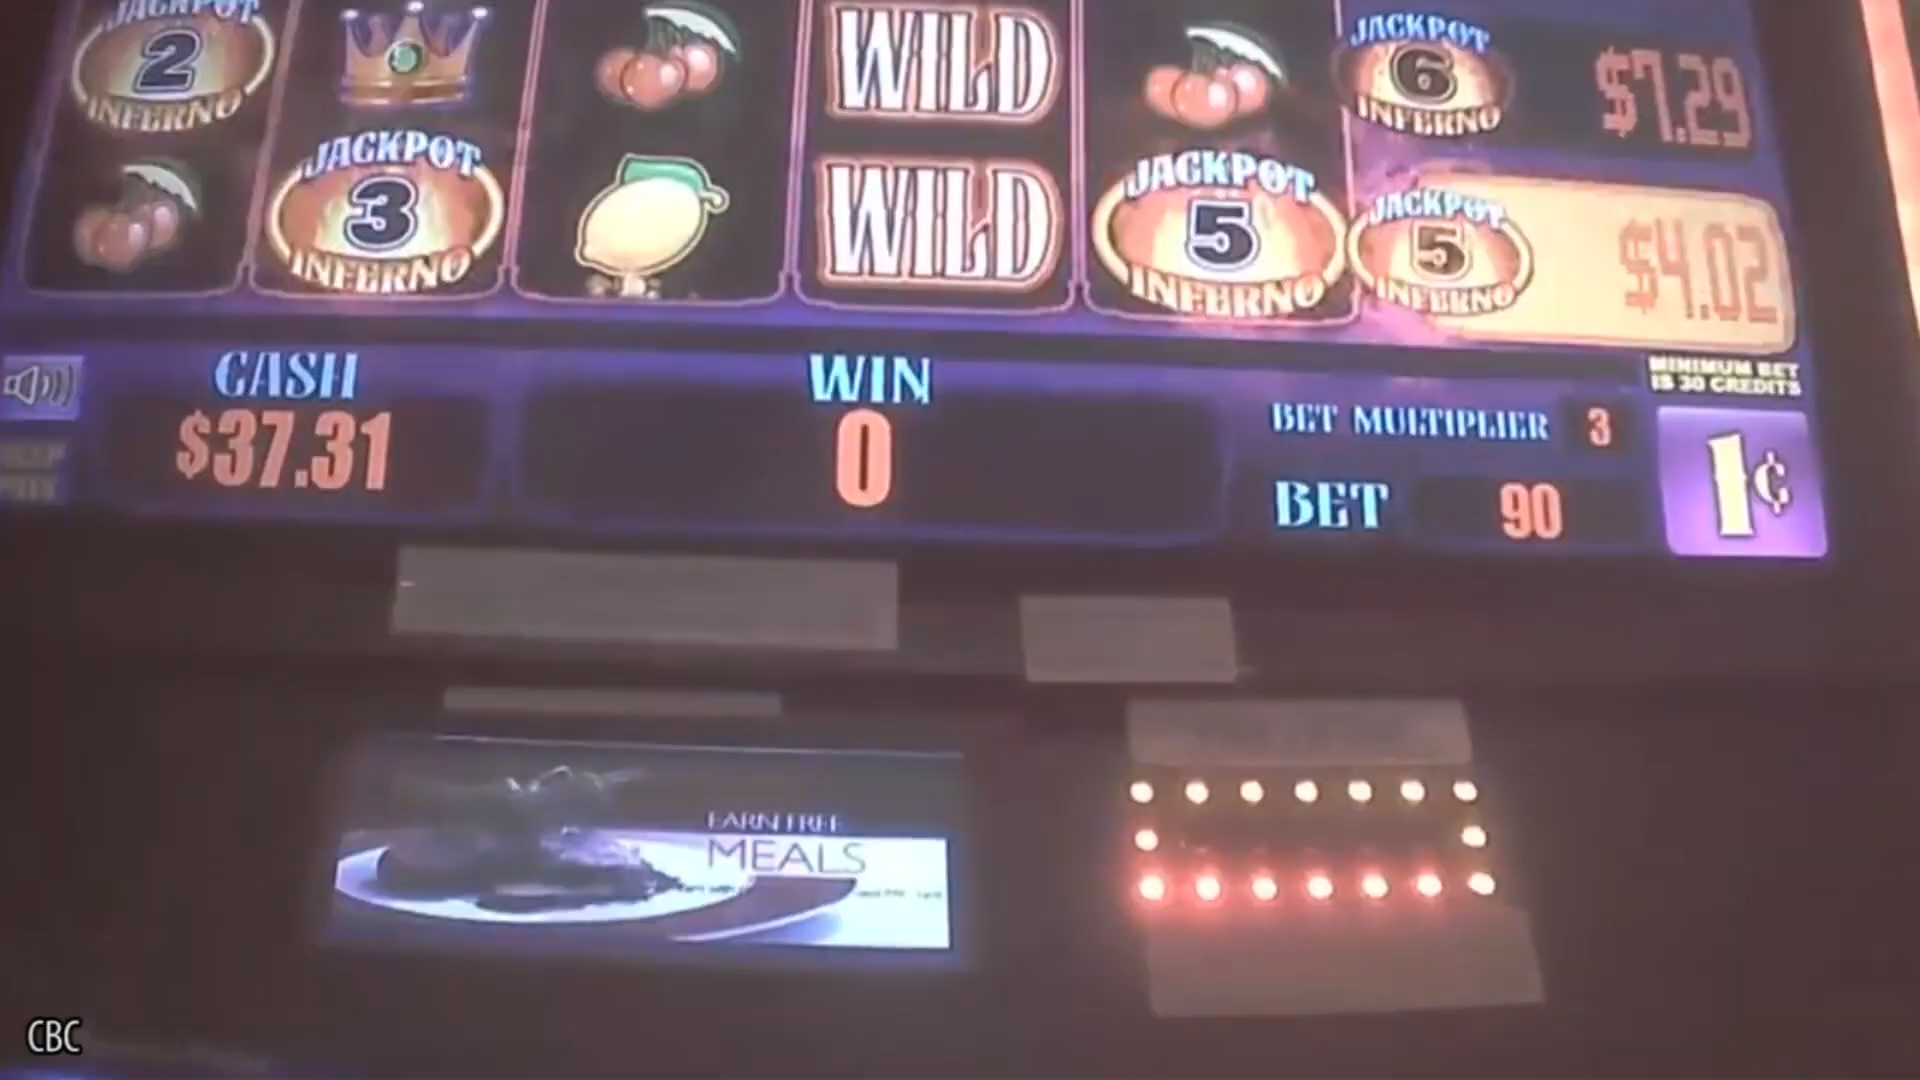 JACKPOT
2
INFERNO
WILD
JACKPOT
6
INFERNO
$7.29
JACKPOT
3
INFERNO
WILD
JACKPOT
5
INFERNO
JACKPOT
5
INFERNO
$4.02
CASH
$37.31
WIN
0
MINIMUM BET
IS 30 CREDITS
BET MULTIPLIER 3
BET 90
1¢
EARN FREE
MEALS
CBC